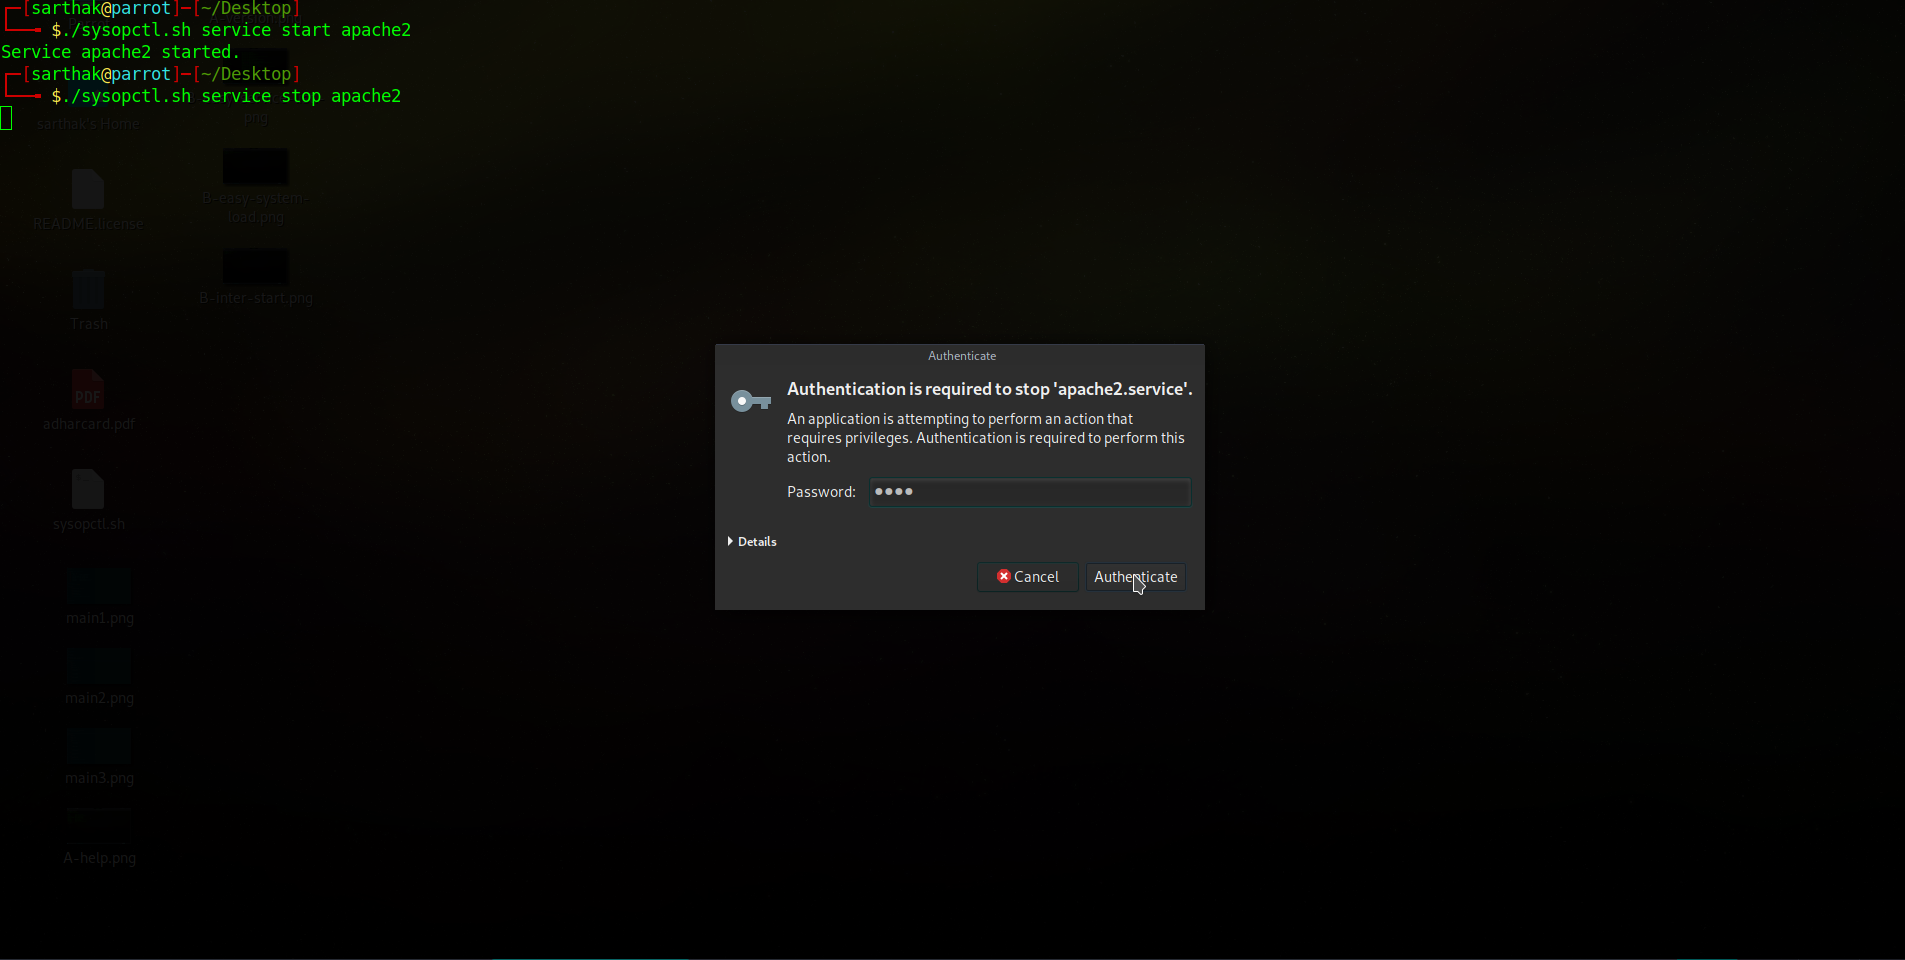 ┌─[sarthak@parrot]─[~/Desktop]
└──╼ $./sysopctl.sh service start apache2
Service apache2 started.
┌─[sarthak@parrot]─[~/Desktop]
└──╼ $./sysopctl.sh service stop apache2
sarthak's Home
png
README.license
B-easy-system-
load.png
Trash
B-inter-start.png
PDF
adharcard.pdf
sysopctl.sh
main1.png
main2.png
main3.png
A-help.png
Authenticate
Authentication is required to stop 'apache2.service'.
An application is attempting to perform an action that
requires privileges. Authentication is required to perform this
action.
Password: ●●●●
Details
Cancel
Authenticate